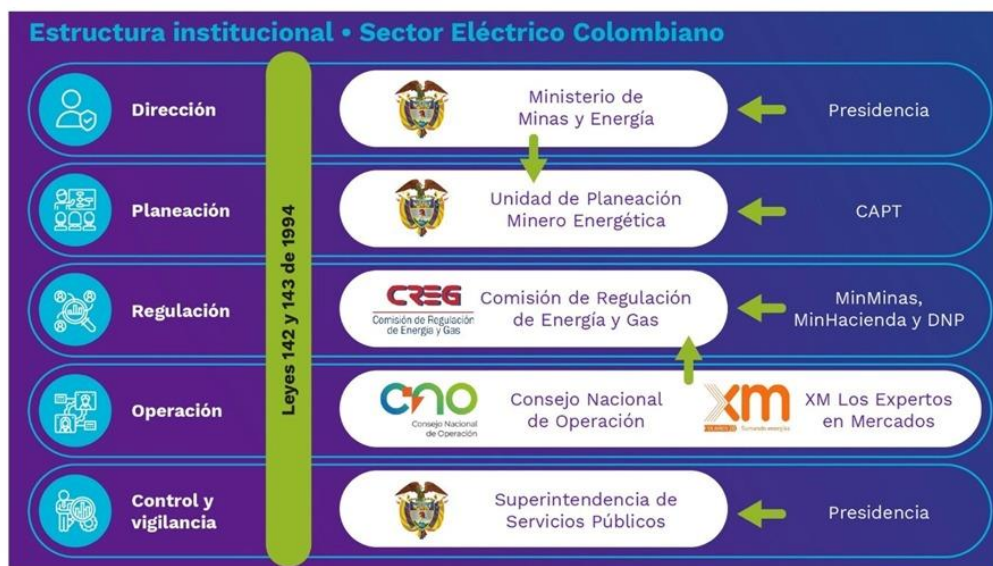 Estructura institucional • Sector Eléctrico Colombiano
Leyes 142 y 143 de 1994
Dirección
Ministerio de
Minas y Energía
Presidencia
Planeación
Unidad de Planeación
Minero Energética
CAPT
Regulación
CREG
Comisión de Regulación
de Energía y Gas
Comisión de Regulación
de Energía y Gas
MinMinas,
MinHacienda y DNP
Operación
cno
Consejo Nacional
de Operación
Consejo Nacional
de Operación
xm
XM Los Expertos
en Mercados
Control y
vigilancia
Superintendencia de
Servicios Públicos
Presidencia